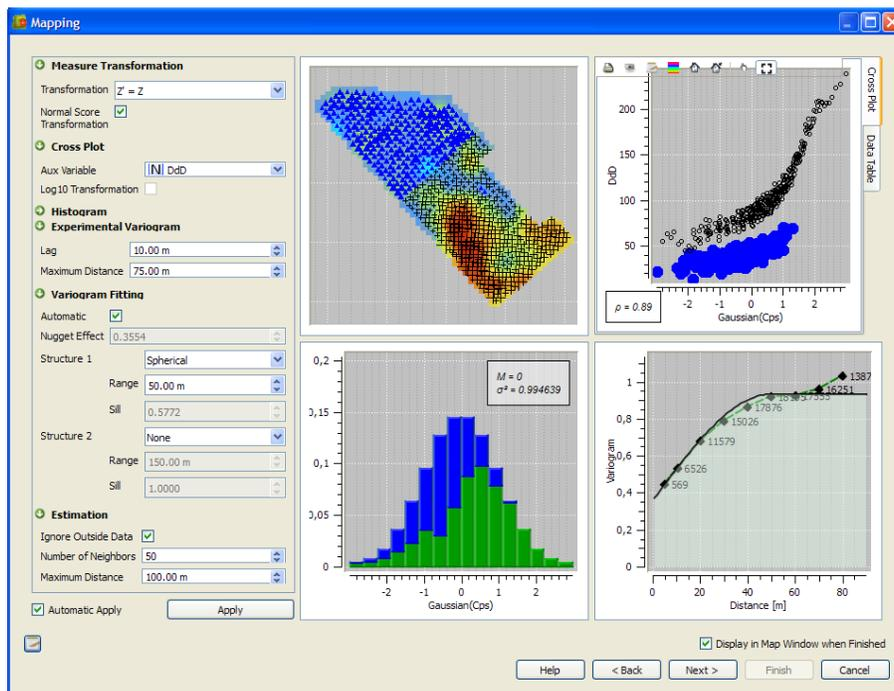 Mapping
Measure Transformation
Transformation Z' = Z
Normal Score
Transformation
Cross Plot
Aux Variable |N| DdD
Log10 Transformation
Histogram
Experimental Variogram
Lag 10.00 m
Maximum Distance 75.00 m
Variogram Fitting
Automatic
Nugget Effect 0.3554
Structure 1 Spherical
Range 50.00 m
Sill 0.5772
Structure 2 None
Range 150.00 m
Sill 1.0000
Estimation
Ignore Outside Data
Number of Neighbors 50
Maximum Distance 100.00 m
Automatic Apply
Apply
Cross Plot
Data Table
DdD
200
150
100
50
-2 -1 0 1 2
Gaussian(Cps)
ρ = 0.89
0,2
0,15
0,1
0,05
0
-2 -1 0 1 2
Gaussian(Cps)
M = 0
σ² = 0.994639
Variogram
1
0,8
0,6
0,4
0,2
0
0 20 40 60 80
Distance [m]
569
6526
11579
15026
17876
16251
1387
Display in Map Window when Finished
Help
< Back
Next >
Finish
Cancel